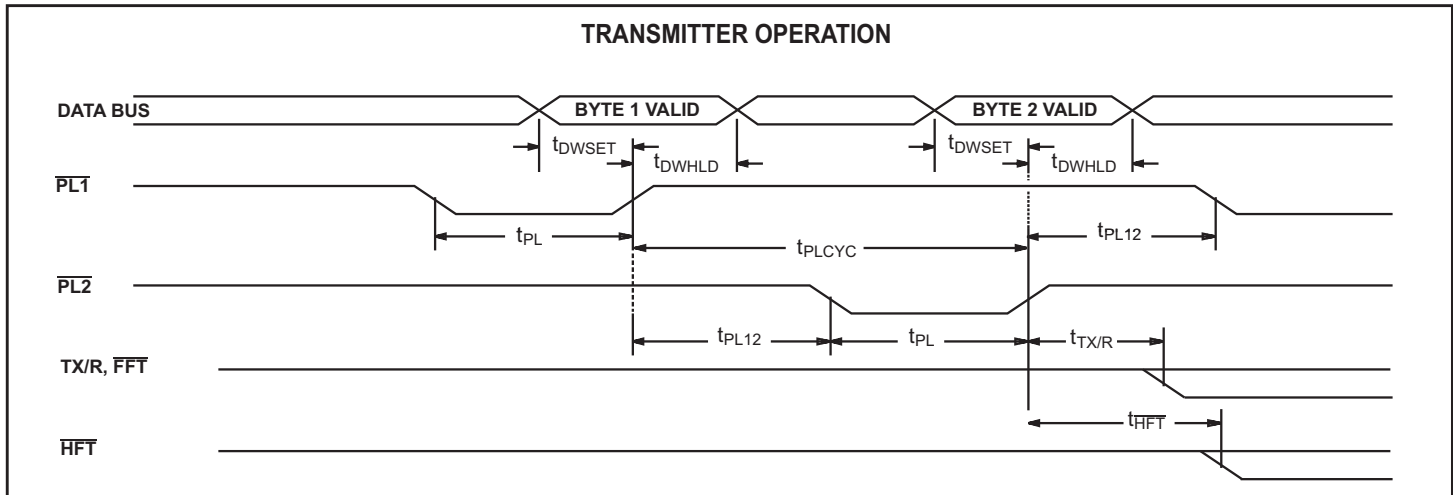 TRANSMITTER OPERATION
DATA BUS
BYTE 1 VALID
BYTE 2 VALID
tDWSET
tDWHLD
tDWSET
tDWHLD
PL1
tPL
tPLCYC
tPL12
PL2
tPL12
tPL
tTX/R
TX/R, FFT
tHFT
HFT